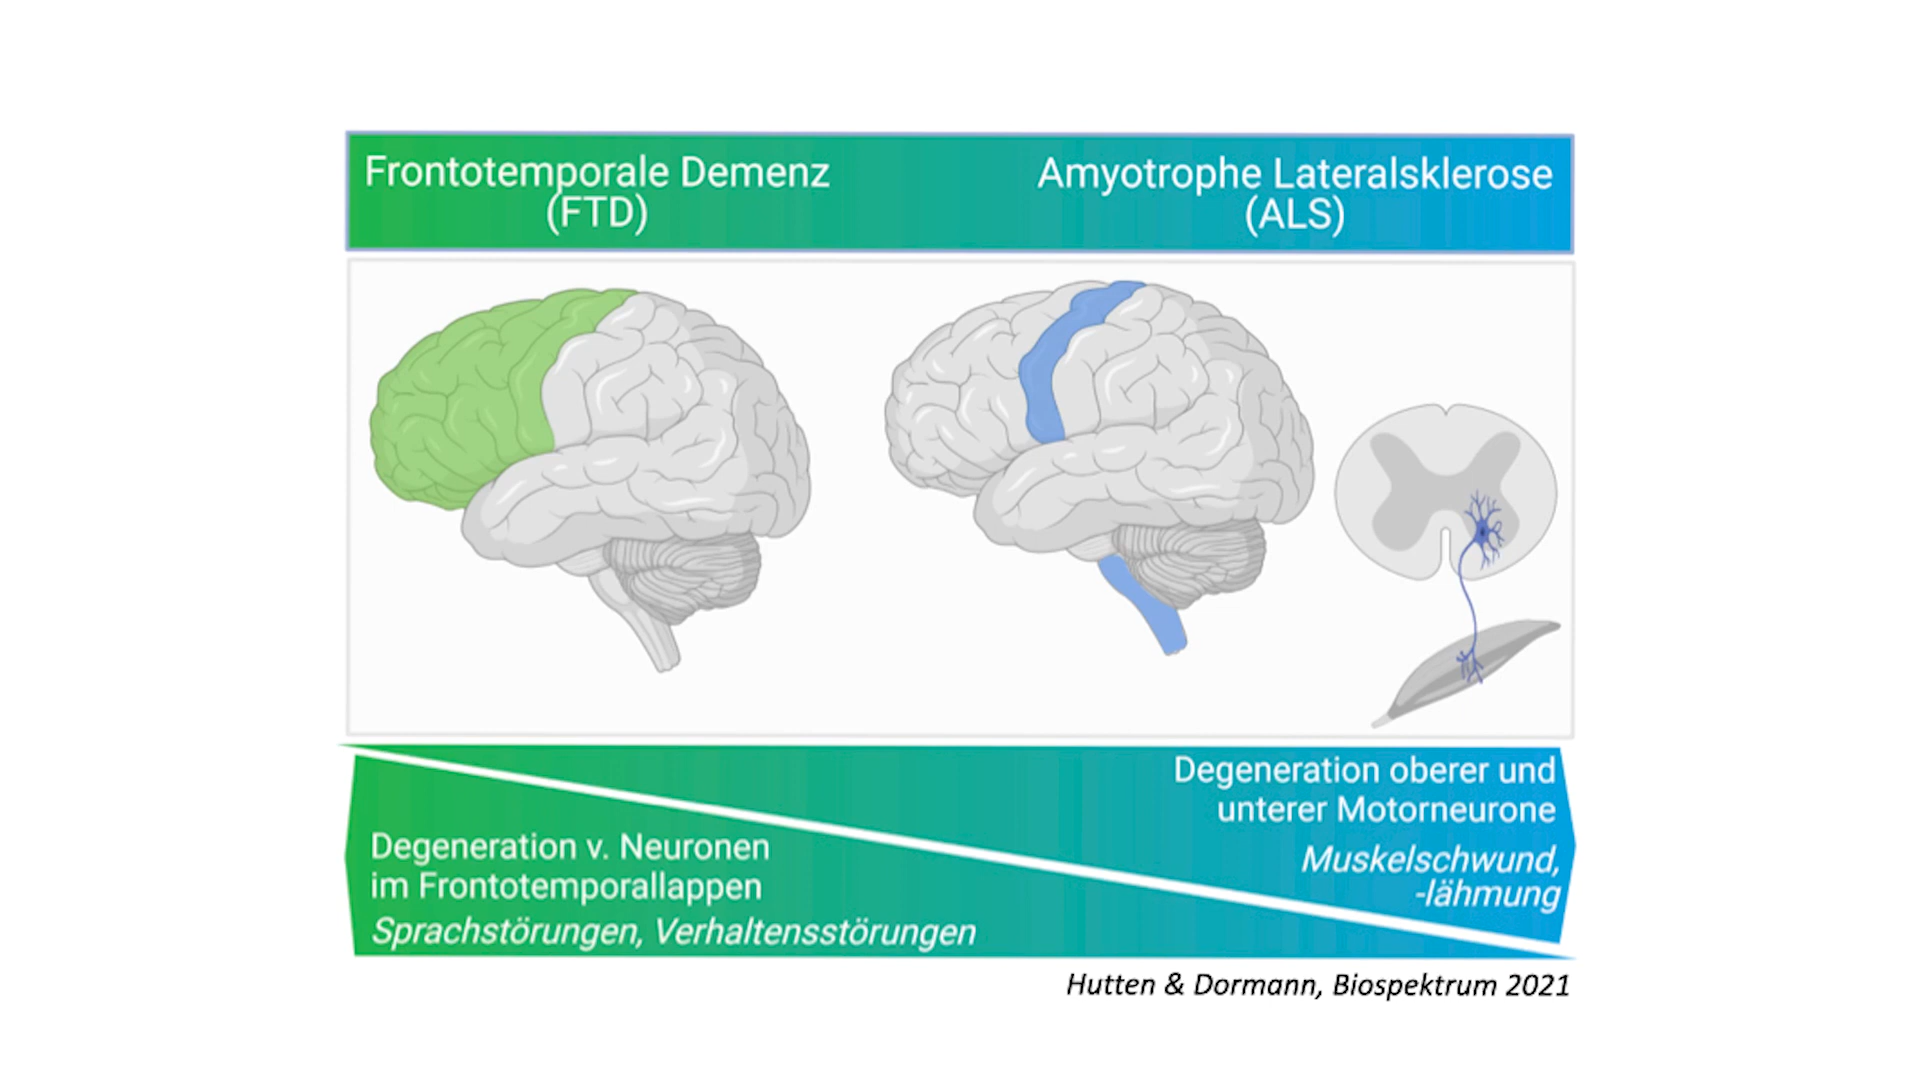 Frontotemporale Demenz
(FTD)
Amyotrophe Lateralsklerose
(ALS)
Degeneration oberer und
unterer Motorneurone
Muskelschwund,
-lähmung
Degeneration v. Neuronen
im Frontotemporallappen
Sprachstörungen, Verhaltensstörungen
Hutten & Dormann, Biospektrum 2021